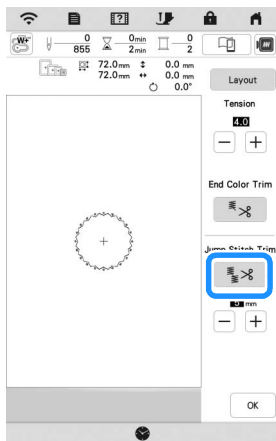 W+
0
855
0min
2min
0
2
72.0mm
72.0mm
0.0 mm
0.0 mm
0.0°
Layout
Tension
4.0
− +
End Color Trim
Jump Stitch Trim
mm
− +
OK